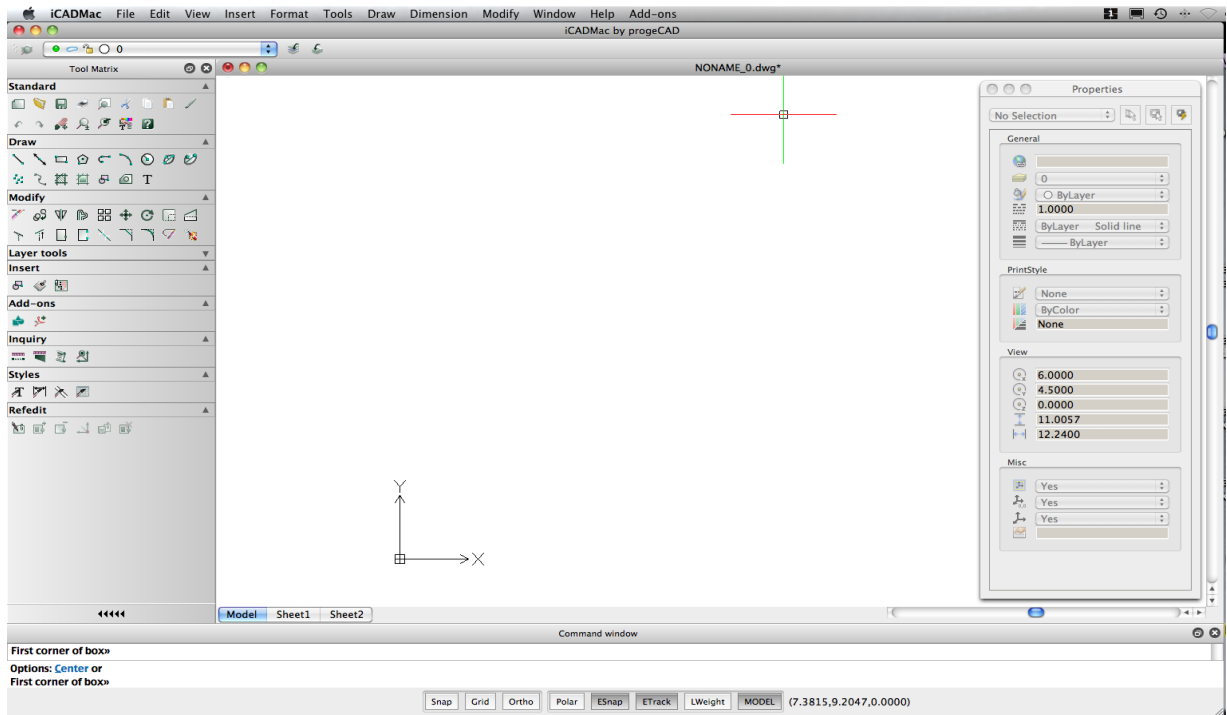 iCADMac File Edit View Insert Format Tools Draw Dimension Modify Window Help Add-ons
iCADMac by progeCAD
0
Tool Matrix
NONAME_0.dwg*
Standard
Draw
T
Modify
Layer tools
Insert
Add-ons
Inquiry
Styles
Refedit
Y
X
Properties
No Selection
General
0
ByLayer
1.0000
ByLayer Solid line
ByLayer
PrintStyle
None
ByColor
None
View
6.0000
4.5000
0.0000
11.0057
12.2400
Misc
Yes
Yes
Yes
Model Sheet1 Sheet2
Command window
First corner of box»
Options: Center or
First corner of box»
Snap Grid Ortho Polar ESnap ETrack LWeight MODEL (7.3815,9.2047,0.0000)